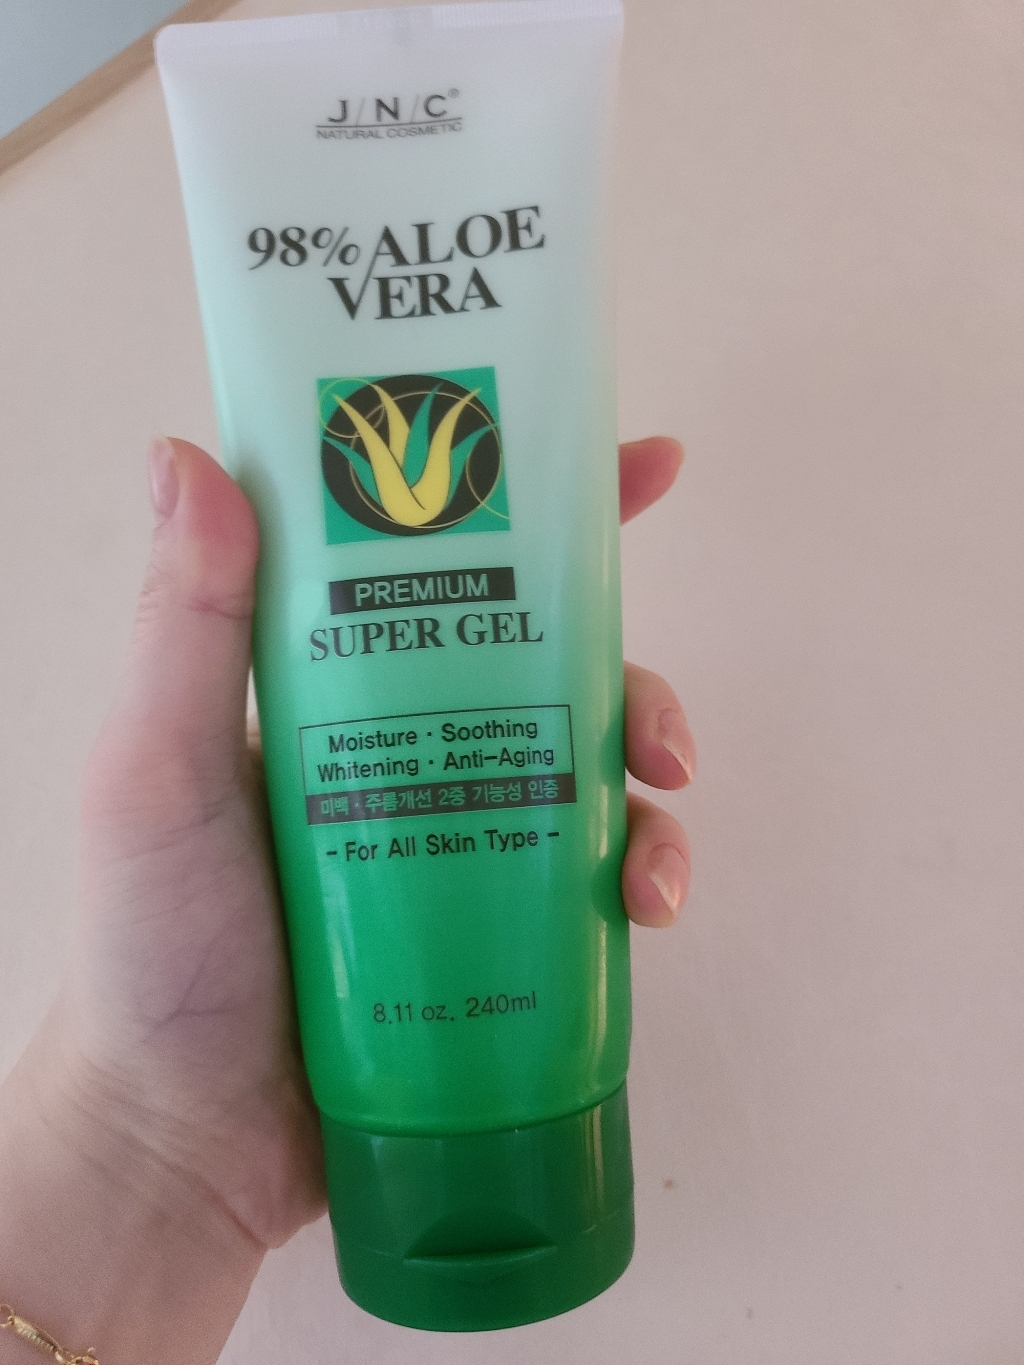 J/N/C®
NATURAL COSMETIC
98% ALOE
VERA
PREMIUM
SUPER GEL
Moisture · Soothing
Whitening · Anti-Aging
미백 · 주름개선 2중 기능성 인증
- For All Skin Type -
8.11 oz. 240ml